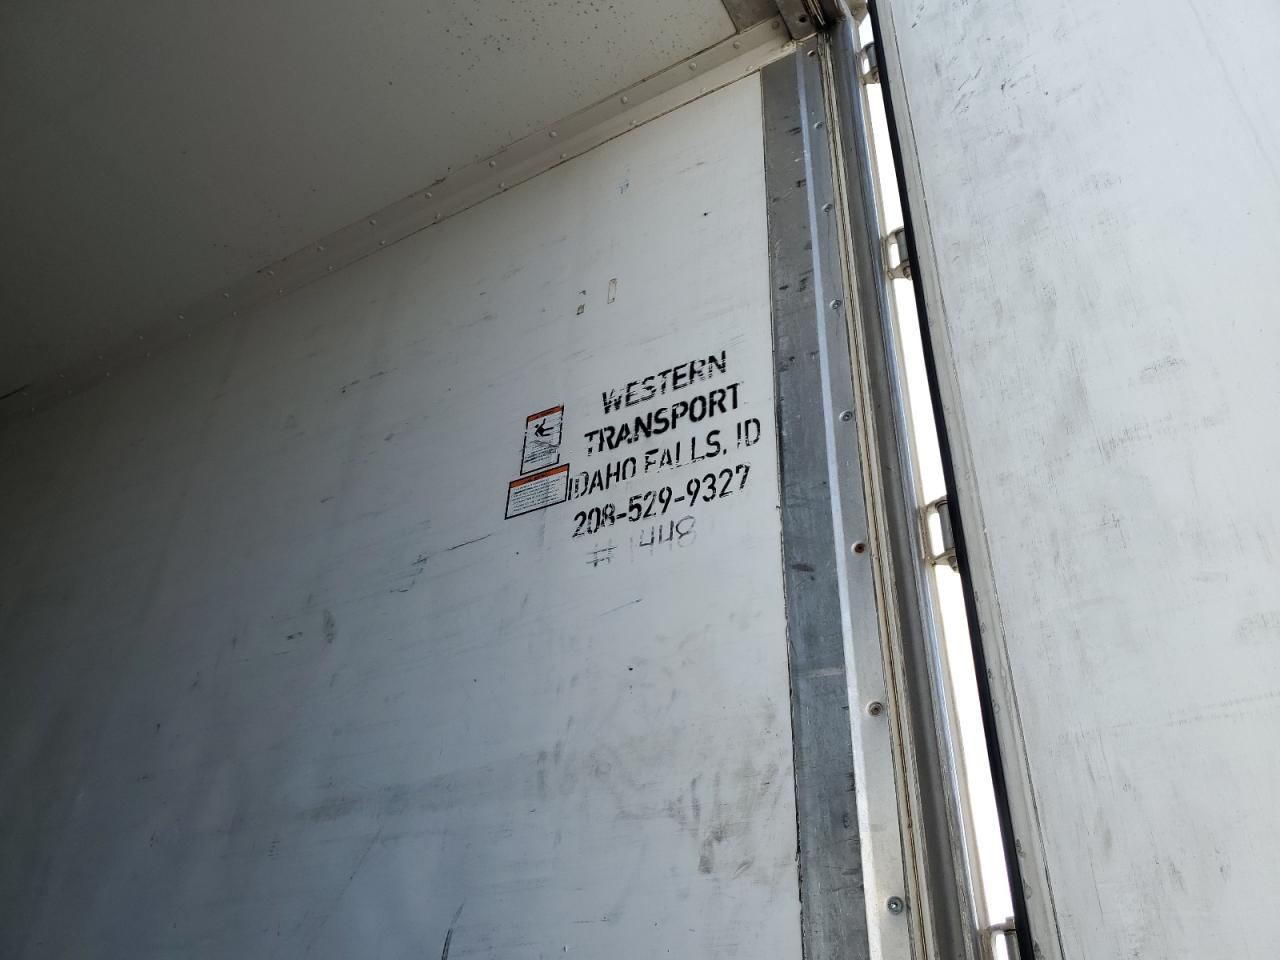 WESTERN
TRANSPORT
IDAHO FALLS, ID
208-529-9327
# 1448